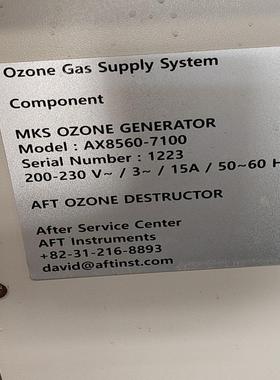 Ozone Gas Supply System
Component
MKS OZONE GENERATOR
Model : AX8560-7100
Serial Number : 1223
200-230 V~ / 3~ / 15A / 50~60 H
AFT OZONE DESTRUCTOR
After Service Center
AFT Instruments
+82-31-216-8893
david@aftinst.com